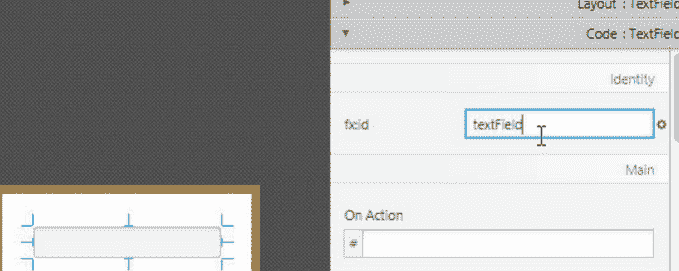 Layout : TextField
Code : TextField
Identity
fx:id
textField
Main
On Action
#